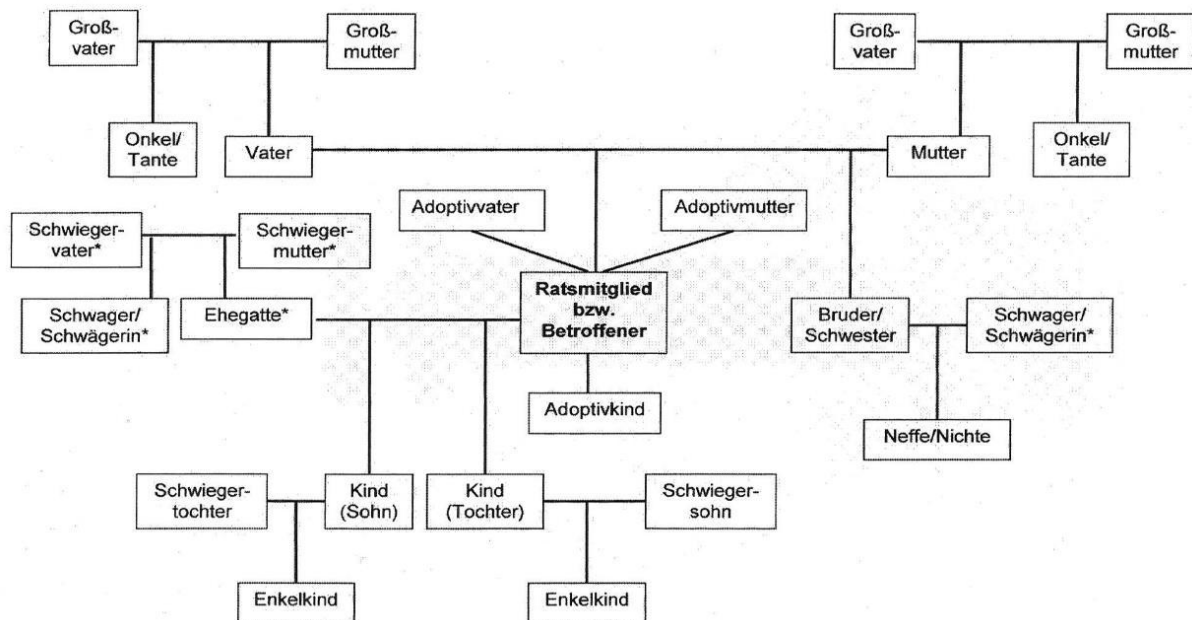 Groß-
vater
Groß-
mutter
Groß-
vater
Groß-
mutter
Onkel/
Tante
Vater
Mutter
Onkel/
Tante
Adoptivvater
Adoptivmutter
Schwieger-
vater*
Schwieger-
mutter*
Ratsmitglied
bzw.
Betroffener
Schwager/
Schwägerin*
Ehegatte*
Bruder/
Schwester
Schwager/
Schwägerin*
Adoptivkind
Neffe/Nichte
Schwieger-
tochter
Kind
(Sohn)
Kind
(Tochter)
Schwieger-
sohn
Enkelkind
Enkelkind